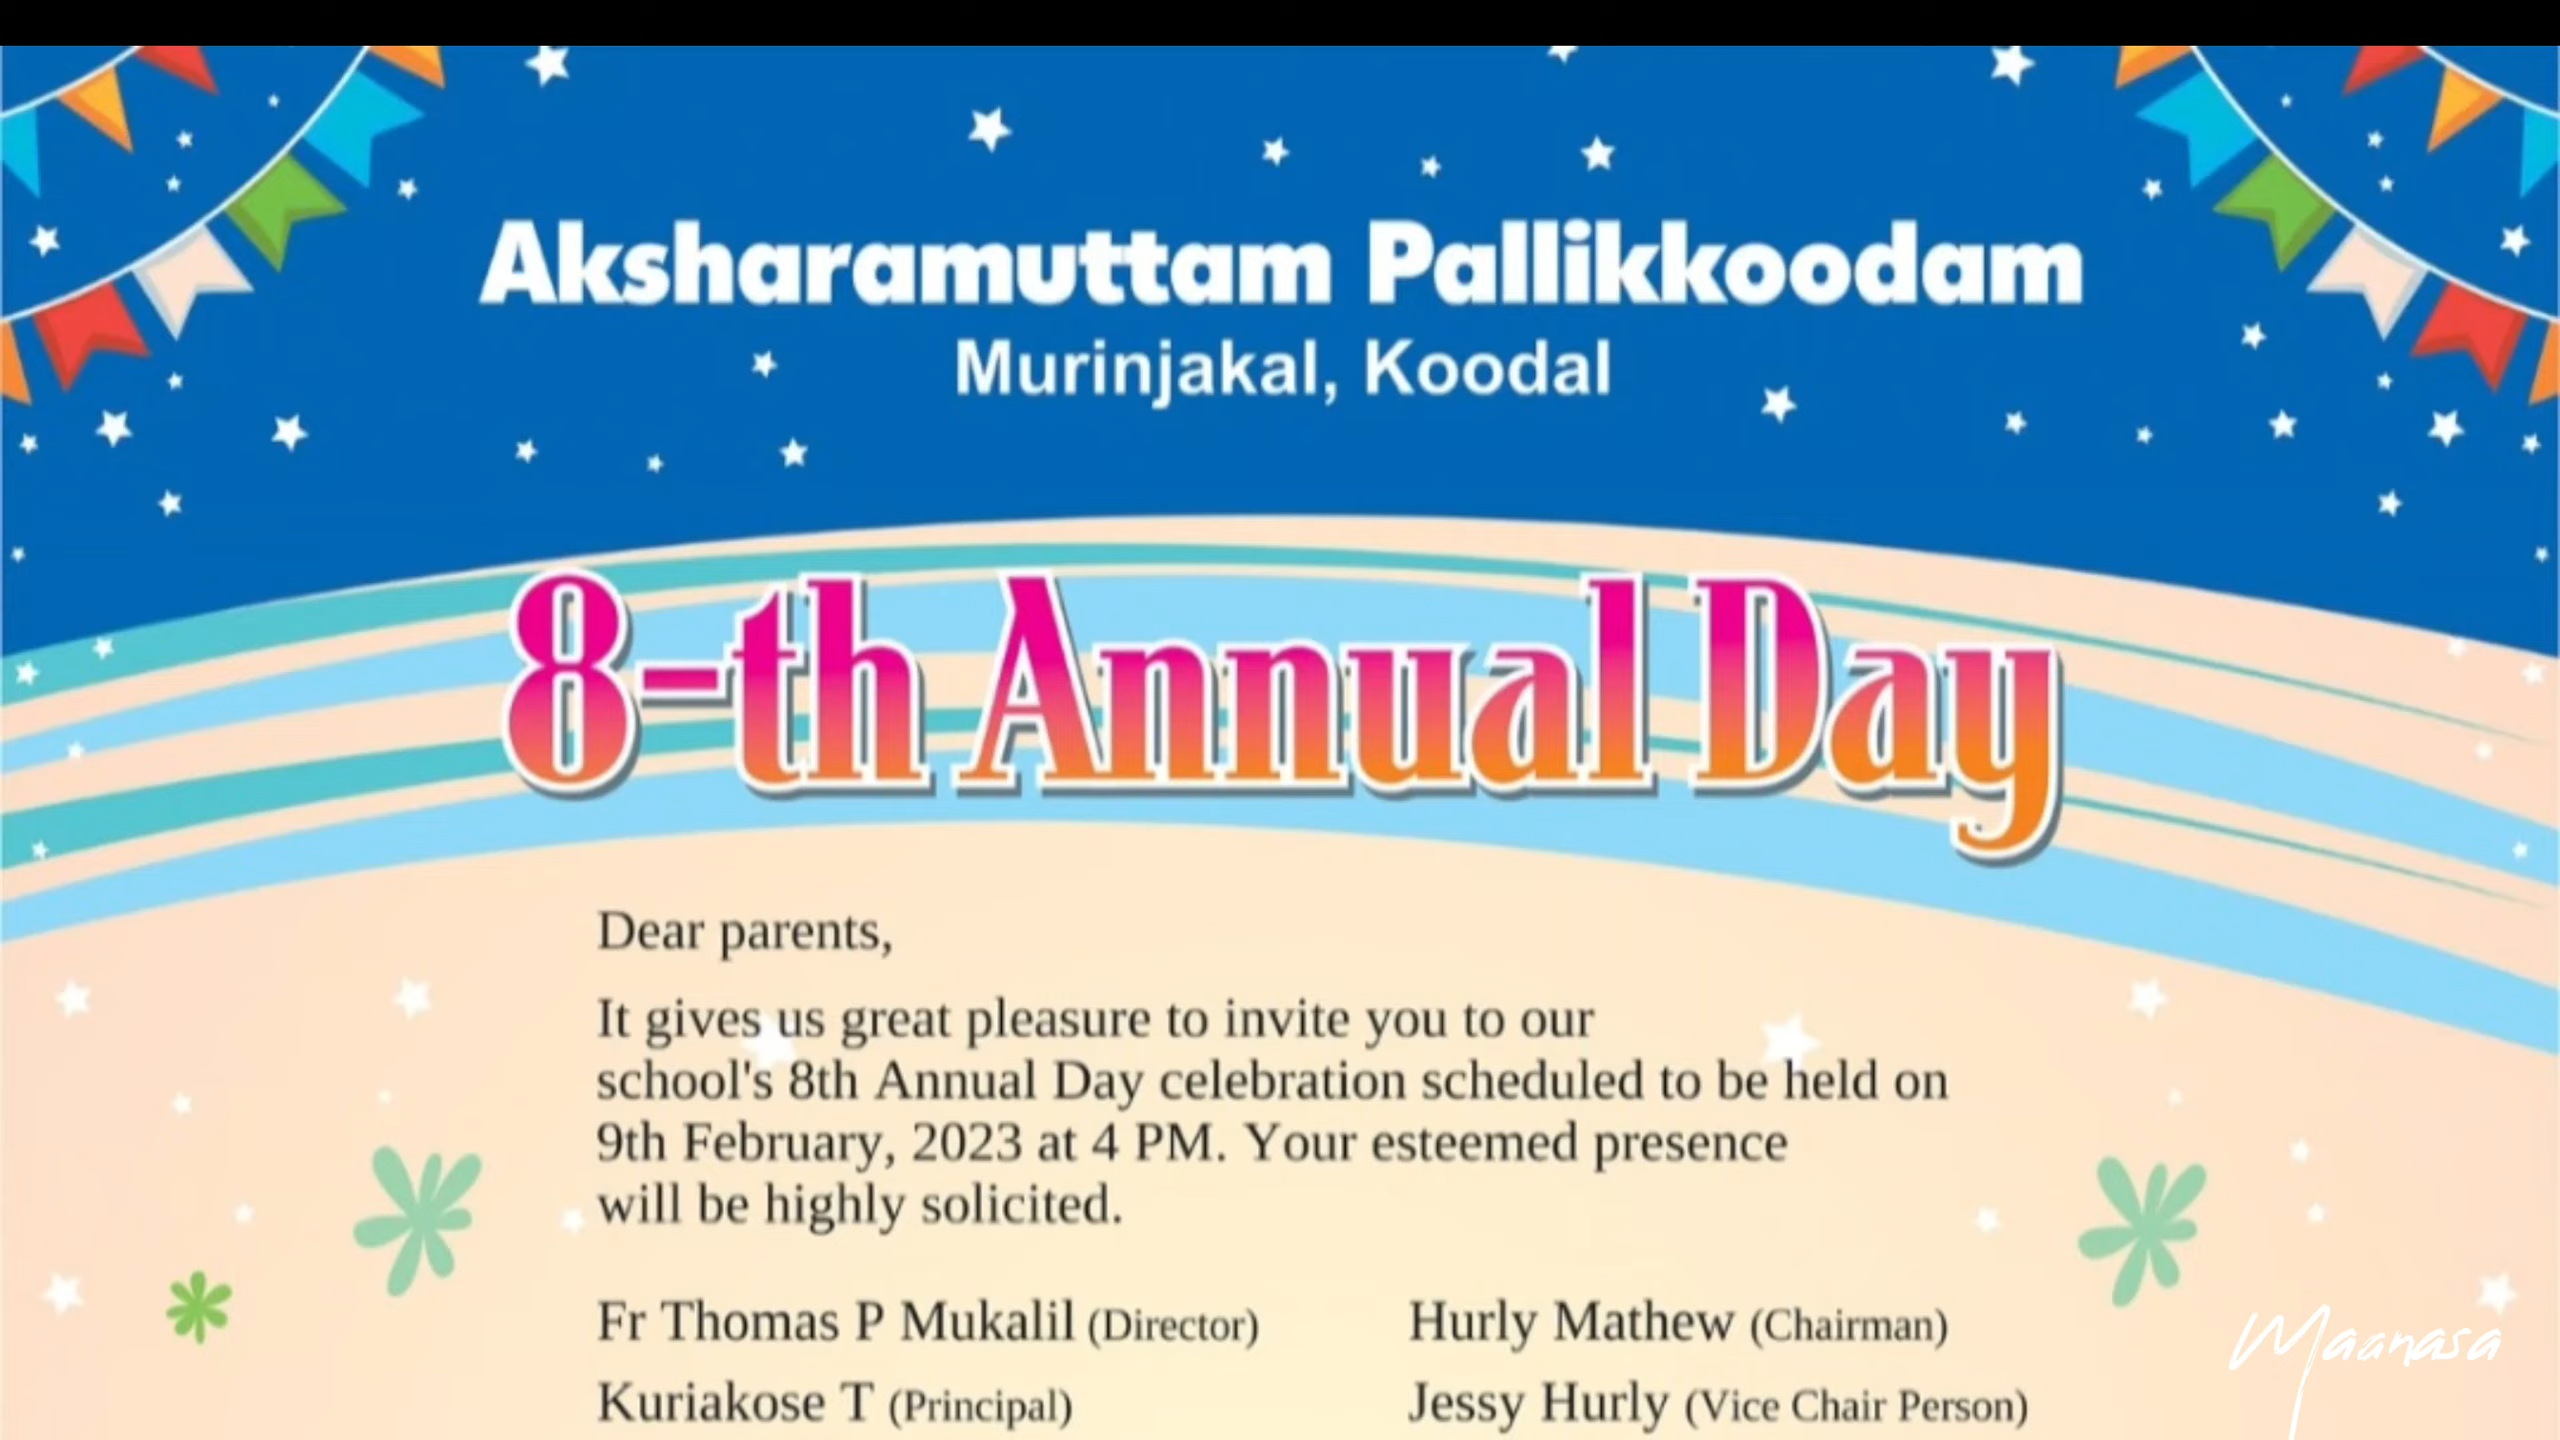 Aksharamuttam Pallikkoodam
Murinjakal, Koodal
8-th Annual Day
Dear parents,
It gives us great pleasure to invite you to our
school's 8th Annual Day celebration scheduled to be held on
9th February, 2023 at 4 PM. Your esteemed presence
will be highly solicited.
Fr Thomas P Mukalil (Director) Hurly Mathew (Chairman)
Kuriakose T (Principal) Jessy Hurly (Vice Chair Person)
Maanasa